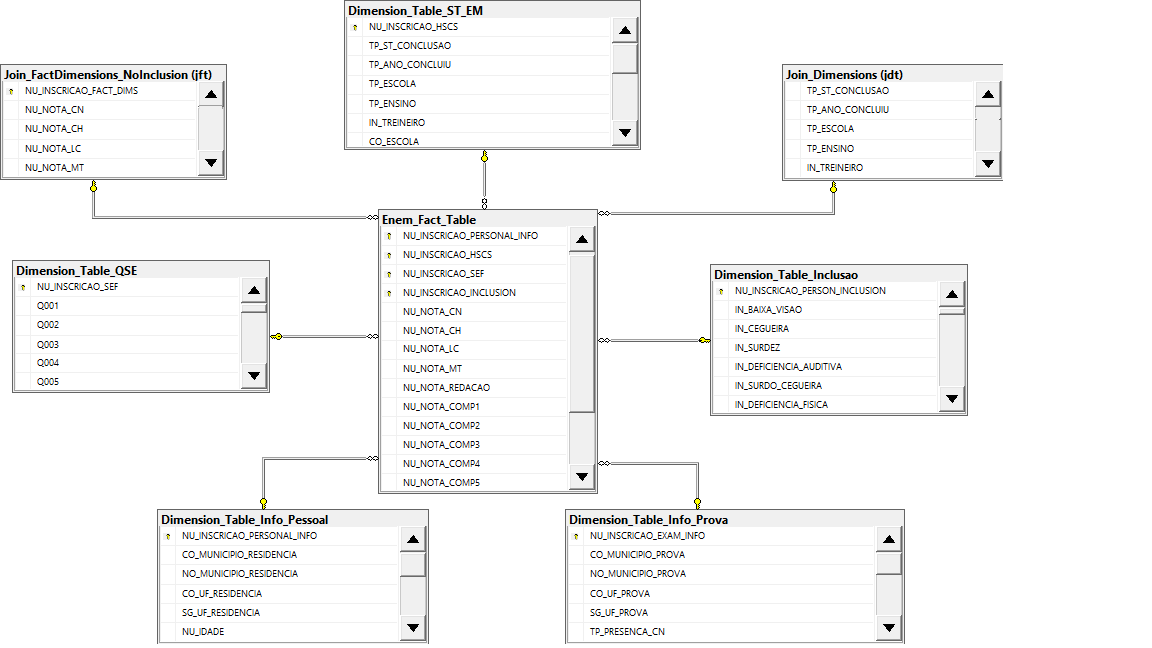 Dimension_Table_ST_EM
NU_INSCRICAO_HSCS
TP_ST_CONCLUSAO
TP_ANO_CONCLUIU
TP_ESCOLA
TP_ENSINO
IN_TREINEIRO
CO_ESCOLA
Join_FactDimensions_NoInclusion (jft)
NU_INSCRICAO_FACT_DIMS
NU_NOTA_CN
NU_NOTA_CH
NU_NOTA_LC
NU_NOTA_MT
Join_Dimensions (jdt)
TP_ST_CONCLUSAO
TP_ANO_CONCLUIU
TP_ESCOLA
TP_ENSINO
IN_TREINEIRO
Enem_Fact_Table
NU_INSCRICAO_PERSONAL_INFO
NU_INSCRICAO_HSCS
NU_INSCRICAO_SEF
NU_INSCRICAO_INCLUSION
NU_NOTA_CN
NU_NOTA_CH
NU_NOTA_LC
NU_NOTA_MT
NU_NOTA_REDACAO
NU_NOTA_COMP1
NU_NOTA_COMP2
NU_NOTA_COMP3
NU_NOTA_COMP4
NU_NOTA_COMP5
Dimension_Table_QSE
NU_INSCRICAO_SEF
Q001
Q002
Q003
Q004
Q005
Dimension_Table_Inclusao
NU_INSCRICAO_PERSON_INCLUSION
IN_BAIXA_VISAO
IN_CEGUEIRA
IN_SURDEZ
IN_DEFICIENCIA_AUDITIVA
IN_SURDO_CEGUEIRA
IN_DEFICIENCIA_FISICA
Dimension_Table_Info_Pessoal
NU_INSCRICAO_PERSONAL_INFO
CO_MUNICIPIO_RESIDENCIA
NO_MUNICIPIO_RESIDENCIA
CO_UF_RESIDENCIA
SG_UF_RESIDENCIA
NU_IDADE
Dimension_Table_Info_Prova
NU_INSCRICAO_EXAM_INFO
CO_MUNICIPIO_PROVA
NO_MUNICIPIO_PROVA
CO_UF_PROVA
SG_UF_PROVA
TP_PRESENCA_CN